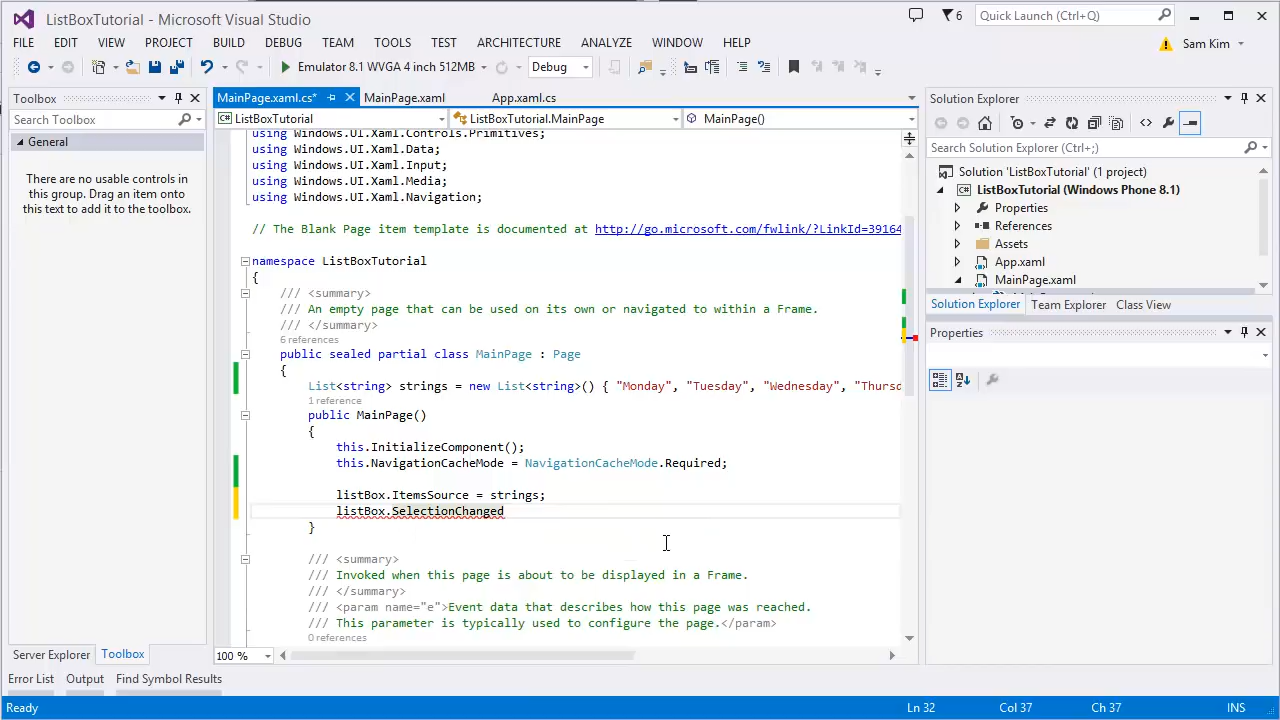 ListBoxTutorial - Microsoft Visual Studio
6
Quick Launch (Ctrl+Q)
FILE EDIT VIEW PROJECT BUILD DEBUG TEAM TOOLS TEST ARCHITECTURE ANALYZE WINDOW HELP
Sam Kim
Emulator 8.1 WVGA 4 inch 512MB
Debug
Toolbox
Search Toolbox
General
There are no usable controls in
this group. Drag an item onto
this text to add it to the toolbox.
Server Explorer Toolbox
MainPage.xaml.cs* MainPage.xaml App.xaml.cs
ListBoxTutorial ListBoxTutorial.MainPage MainPage()
using Windows.UI.Xaml.Controls.Primitives;
using Windows.UI.Xaml.Data;
using Windows.UI.Xaml.Input;
using Windows.UI.Xaml.Media;
using Windows.UI.Xaml.Navigation;
// The Blank Page item template is documented at http://go.microsoft.com/fwlink/?LinkId=39164
namespace ListBoxTutorial
{
/// <summary>
/// An empty page that can be used on its own or navigated to within a Frame.
/// </summary>
6 references
public sealed partial class MainPage : Page
{
List<string> strings = new List<string>() { "Monday", "Tuesday", "Wednesday", "Thursd
1 reference
public MainPage()
{
this.InitializeComponent();
this.NavigationCacheMode = NavigationCacheMode.Required;
listBox.ItemsSource = strings;
listBox.SelectionChanged
}
/// <summary>
/// Invoked when this page is about to be displayed in a Frame.
/// </summary>
/// <param name="e">Event data that describes how this page was reached.
/// This parameter is typically used to configure the page.</param>
0 references
100 %
Solution Explorer
Search Solution Explorer (Ctrl+;)
Solution 'ListBoxTutorial' (1 project)
ListBoxTutorial (Windows Phone 8.1)
Properties
References
Assets
App.xaml
MainPage.xaml
Solution Explorer Team Explorer Class View
Properties
Error List Output Find Symbol Results
Ready
Ln 32 Col 37 Ch 37 INS